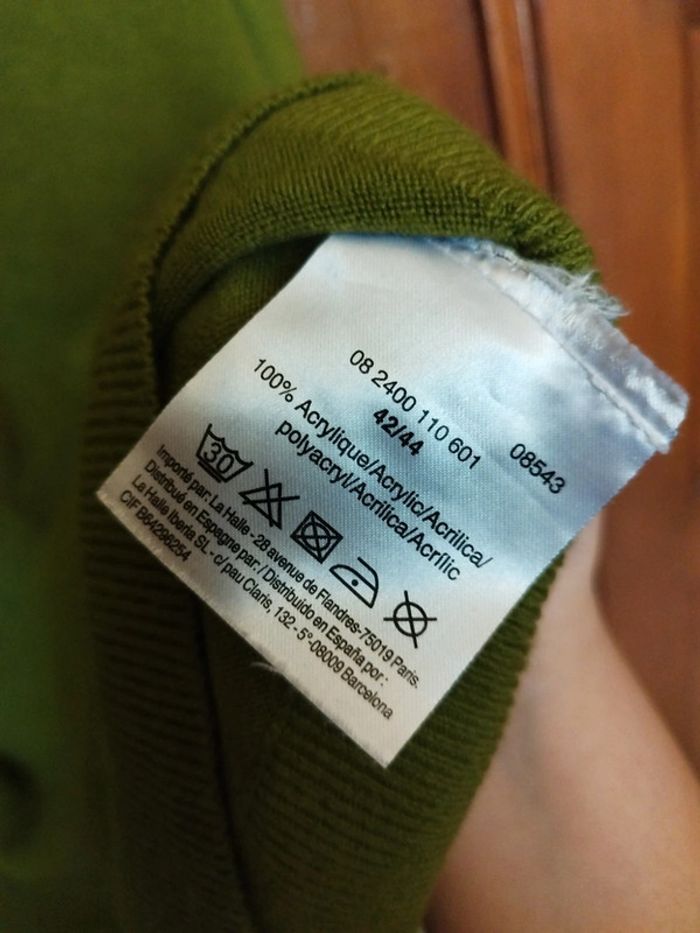 08 2400 110 601 08543
42/44
100% Acrylique/Acrylic/Acrilica/
polyacryl/Acrilica/Acrílic
30
Importé par: La Halle - 28 avenue de Flandres-75019 Paris.
Distribué en Espagne par: / Distribuido en España por :
La Halle Iberia SL - c/ pau Claris, 132 - 5°-08009 Barcelona
CIF B64296254